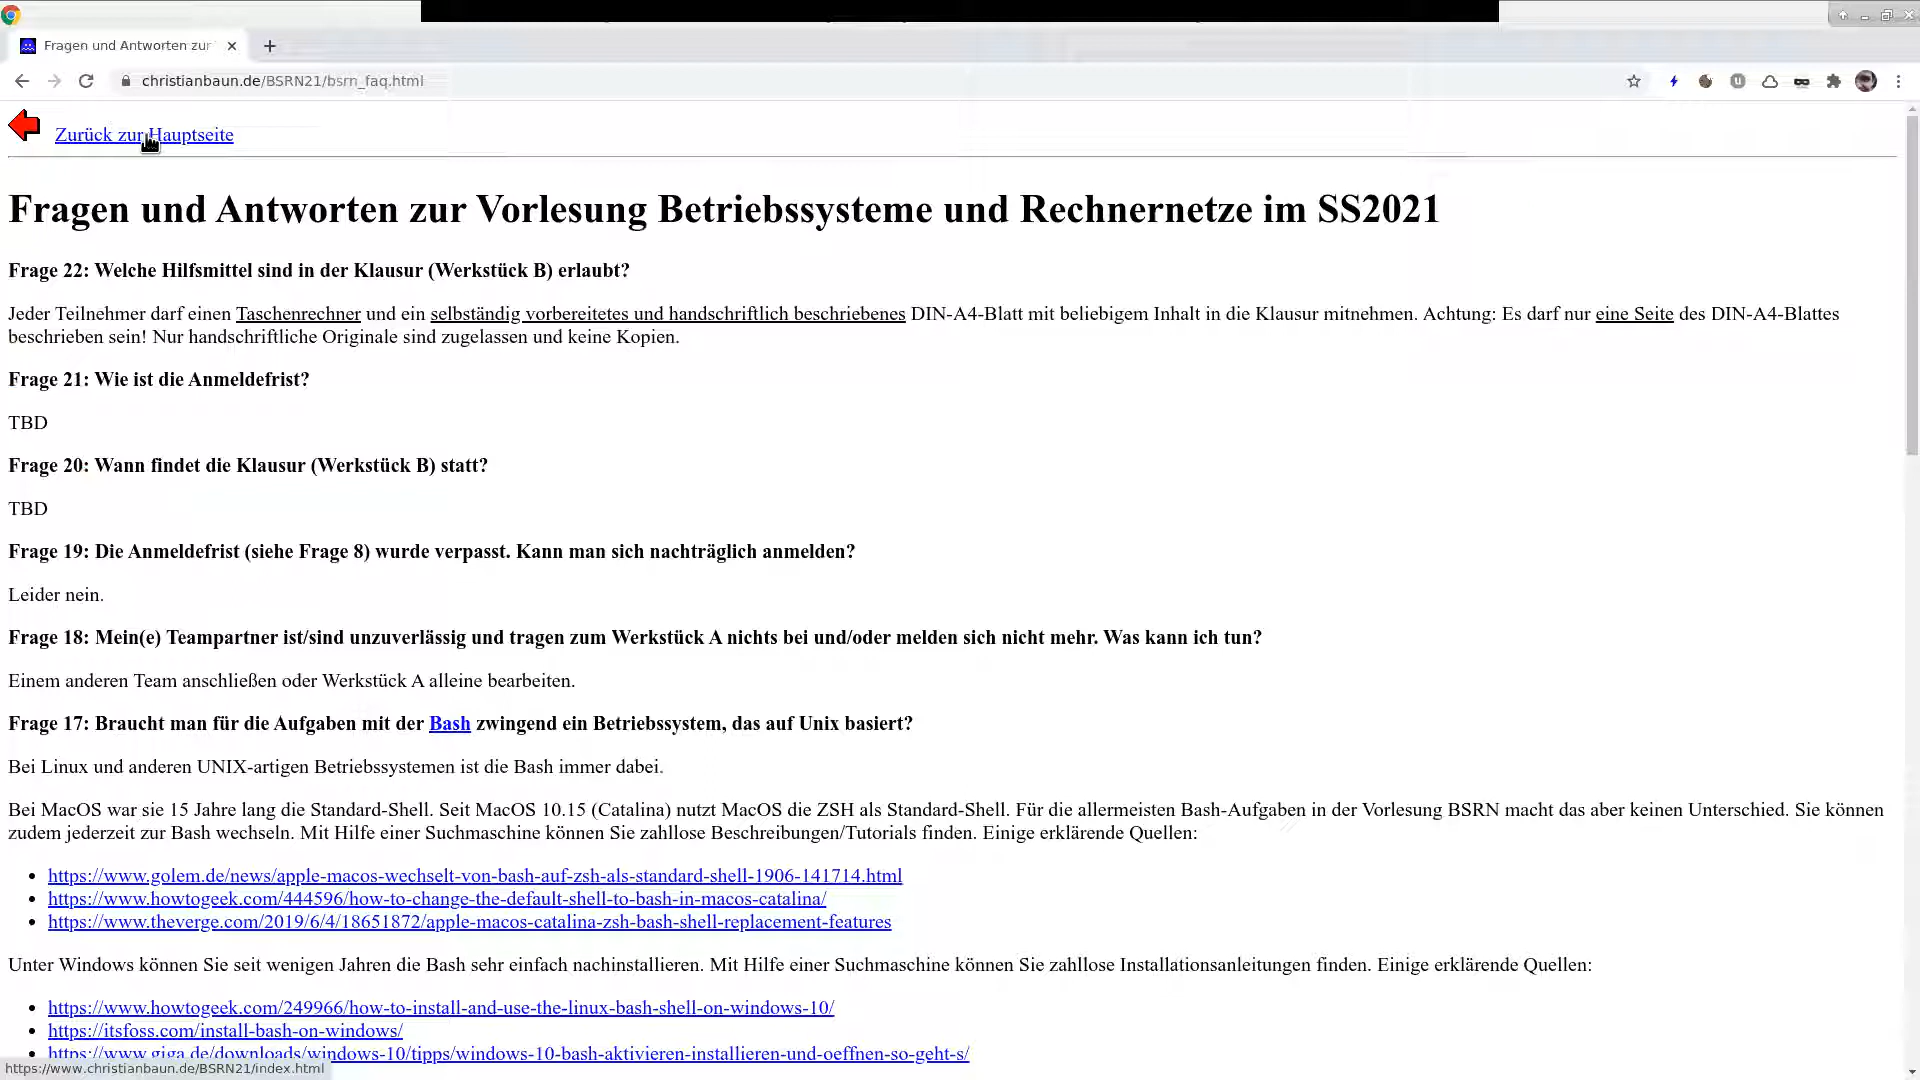 Fragen und Antworten zur
christianbaun.de/BSRN21/bsrn_faq.html
Zurück zur Hauptseite
Fragen und Antworten zur Vorlesung Betriebssysteme und Rechnernetze im SS2021
Frage 22: Welche Hilfsmittel sind in der Klausur (Werkstück B) erlaubt?
Jeder Teilnehmer darf einen Taschenrechner und ein selbständig vorbereitetes und handschriftlich beschriebenes DIN-A4-Blatt mit beliebigem Inhalt in die Klausur mitnehmen. Achtung: Es darf nur eine Seite des DIN-A4-Blattes
beschrieben sein! Nur handschriftliche Originale sind zugelassen und keine Kopien.
Frage 21: Wie ist die Anmeldefrist?
TBD
Frage 20: Wann findet die Klausur (Werkstück B) statt?
TBD
Frage 19: Die Anmeldefrist (siehe Frage 8) wurde verpasst. Kann man sich nachträglich anmelden?
Leider nein.
Frage 18: Mein(e) Teampartner ist/sind unzuverlässig und tragen zum Werkstück A nichts bei und/oder melden sich nicht mehr. Was kann ich tun?
Einem anderen Team anschließen oder Werkstück A alleine bearbeiten.
Frage 17: Braucht man für die Aufgaben mit der Bash zwingend ein Betriebssystem, das auf Unix basiert?
Bei Linux und anderen UNIX-artigen Betriebssystemen ist die Bash immer dabei.
Bei MacOS war sie 15 Jahre lang die Standard-Shell. Seit MacOS 10.15 (Catalina) nutzt MacOS die ZSH als Standard-Shell. Für die allermeisten Bash-Aufgaben in der Vorlesung BSRN macht das aber keinen Unterschied. Sie können
zudem jederzeit zur Bash wechseln. Mit Hilfe einer Suchmaschine können Sie zahllose Beschreibungen/Tutorials finden. Einige erklärende Quellen:
https://www.golem.de/news/apple-macos-wechselt-von-bash-auf-zsh-als-standard-shell-1906-141714.html
https://www.howtogeek.com/444596/how-to-change-the-default-shell-to-bash-in-macos-catalina/
https://www.theverge.com/2019/6/4/18651872/apple-macos-catalina-zsh-bash-shell-replacement-features
Unter Windows können Sie seit wenigen Jahren die Bash sehr einfach nachinstallieren. Mit Hilfe einer Suchmaschine können Sie zahllose Installationsanleitungen finden. Einige erklärende Quellen:
https://www.howtogeek.com/249966/how-to-install-and-use-the-linux-bash-shell-on-windows-10/
https://itsfoss.com/install-bash-on-windows/
https://www.giga.de/downloads/windows-10/tipps/windows-10-bash-aktivieren-installieren-und-oeffnen-so-geht-s/
https://www.christianbaun.de/BSRN21/index.html